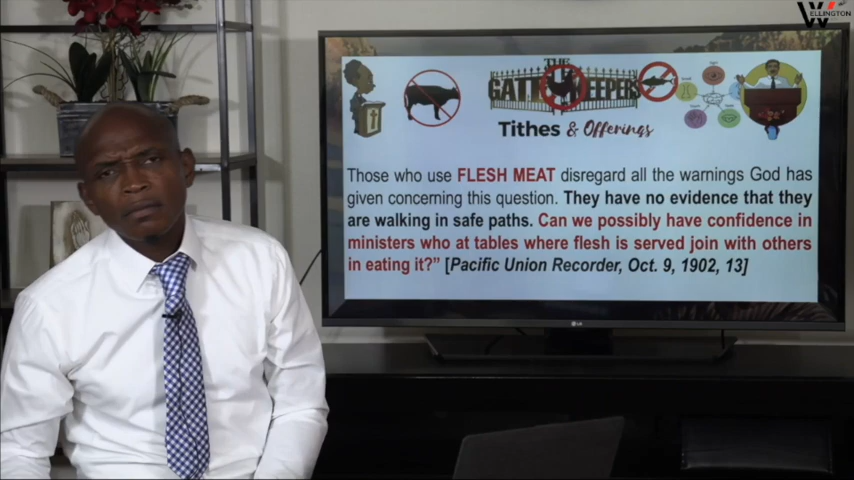 WELLINGTON
THE
GATEKEEPERS
Tithes & Offerings
Those who use FLESH MEAT disregard all the warnings God has
given concerning this question. They have no evidence that they
are walking in safe paths. Can we possibly have confidence in
ministers who at tables where flesh is served join with others
in eating it?” [Pacific Union Recorder, Oct. 9, 1902, 13]
LG